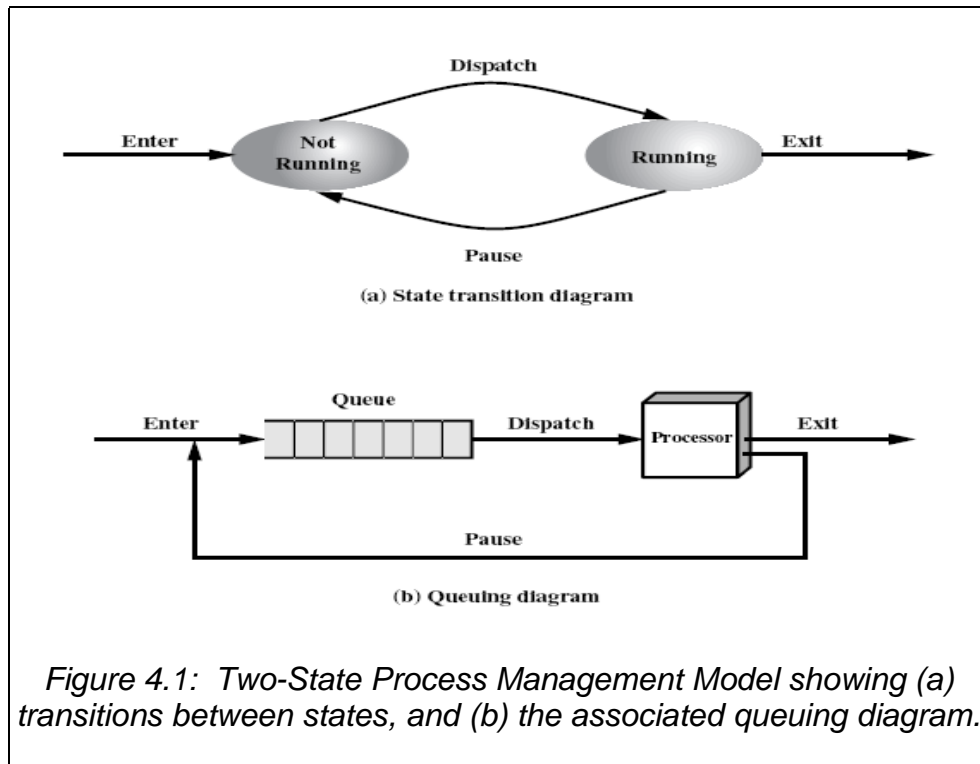 Dispatch
Enter
Not
Running
Running
Exit
Pause
(a) State transition diagram
Queue
Enter
Dispatch
Processor
Exit
Pause
(b) Queuing diagram
Figure 4.1:  Two-State Process Management Model showing (a)
transitions between states, and (b) the associated queuing diagram.